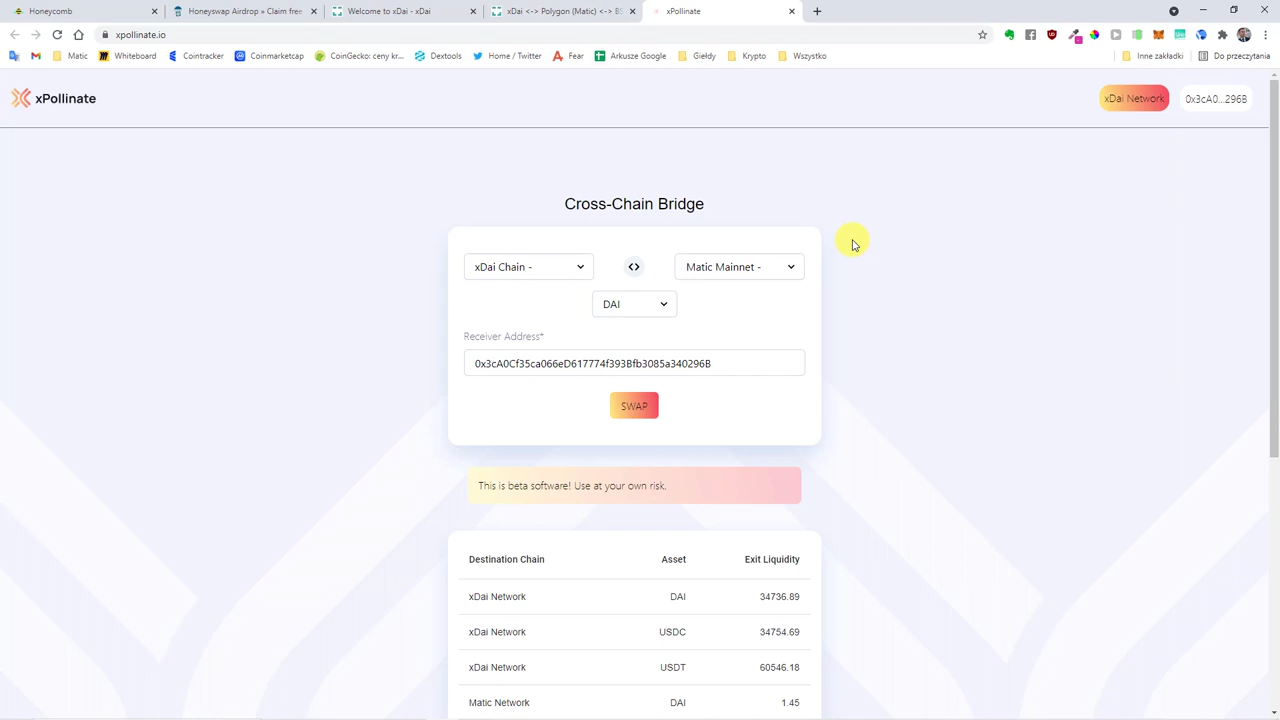 Honeycomb
Honeyswap Airdrop » Claim free
Welcome to xDai - xDai
xDai <-> Polygon (Matic) <-> BS
xPollinate
xpollinate.io
Matic
Whiteboard
Cointracker
Coinmarketcap
CoinGecko: ceny kr...
Dextools
Home / Twitter
Fear
Arkusze Google
Giełdy
Krypto
Wszystko
Inne zakładki
Do przeczytania
xPollinate
xDai Network
0x3cA0...296B
Cross-Chain Bridge
xDai Chain -
Matic Mainnet -
DAI
Receiver Address*
0x3cA0Cf35ca066eD617774f393Bfb3085a340296B
SWAP
This is beta software! Use at your own risk.
Destination Chain Asset Exit Liquidity
xDai Network DAI 34736.89
xDai Network USDC 34754.69
xDai Network USDT 60546.18
Matic Network DAI 1.45